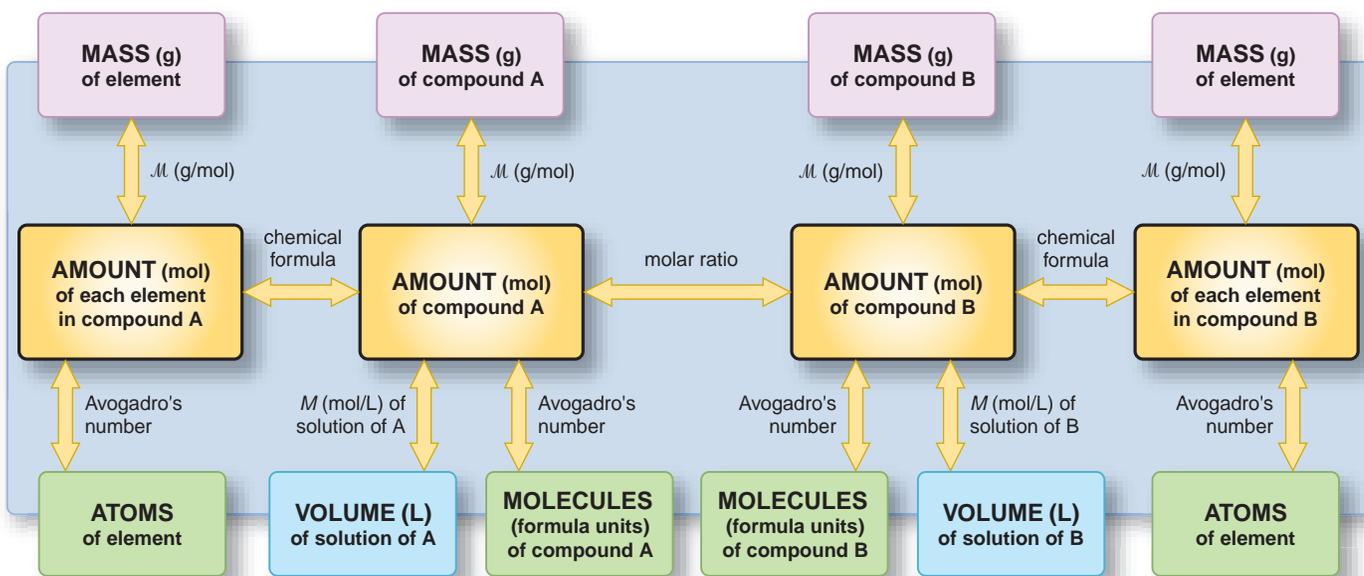 MASS (g)
of element
MASS (g)
of compound A
MASS (g)
of compound B
MASS (g)
of element
ℳ (g/mol)
ℳ (g/mol)
ℳ (g/mol)
ℳ (g/mol)
AMOUNT (mol)
of each element
in compound A
chemical
formula
AMOUNT (mol)
of compound A
molar ratio
AMOUNT (mol)
of compound B
chemical
formula
AMOUNT (mol)
of each element
in compound B
Avogadro's
number
M (mol/L) of
solution of A
Avogadro's
number
Avogadro's
number
M (mol/L) of
solution of B
Avogadro's
number
ATOMS
of element
VOLUME (L)
of solution of A
MOLECULES
(formula units)
of compound A
MOLECULES
(formula units)
of compound B
VOLUME (L)
of solution of B
ATOMS
of element